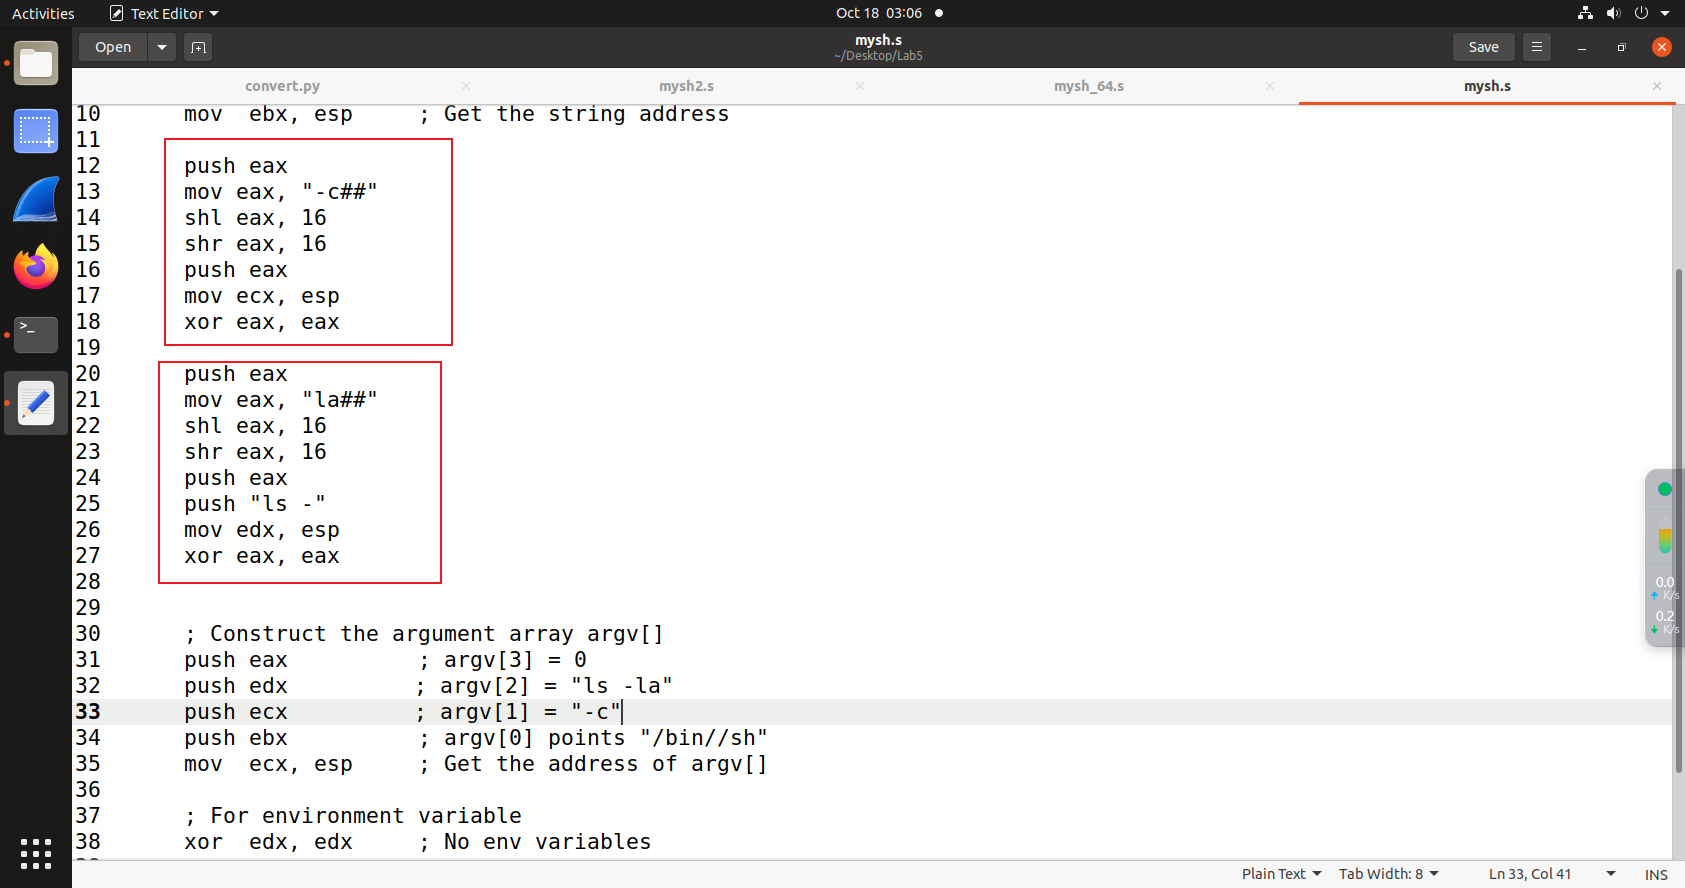 Activities Text Editor Oct 18 03:06
Open mysh.s Save
~/Desktop/Lab5
convert.py mysh2.s mysh_64.s mysh.s
10 mov ebx, esp ; Get the string address
11
12 push eax
13 mov eax, "-c##"
14 shl eax, 16
15 shr eax, 16
16 push eax
17 mov ecx, esp
18 xor eax, eax
19
20 push eax
21 mov eax, "la##"
22 shl eax, 16
23 shr eax, 16
24 push eax
25 push "ls -"
26 mov edx, esp
27 xor eax, eax
28
29
30 ; Construct the argument array argv[]
31 push eax ; argv[3] = 0
32 push edx ; argv[2] = "ls -la"
33 push ecx ; argv[1] = "-c"
34 push ebx ; argv[0] points "/bin//sh"
35 mov ecx, esp ; Get the address of argv[]
36
37 ; For environment variable
38 xor edx, edx ; No env variables
0.0
K/s
0.2
K/s
Plain Text Tab Width: 8 Ln 33, Col 41 INS